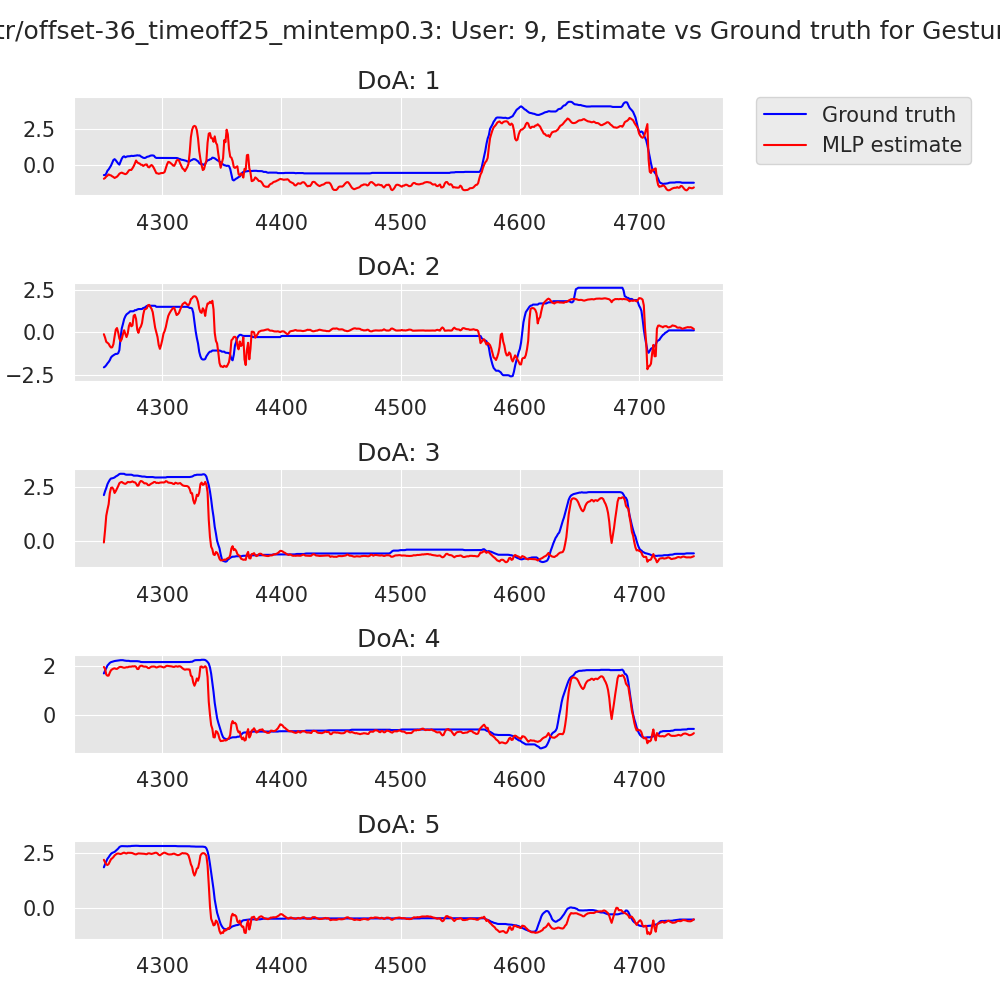 tr/offset-36_timeoff25_mintemp0.3: User: 9, Estimate vs Ground truth for Gestur
DoA: 1
Ground truth
MLP estimate
2.5
0.0
4300 4400 4500 4600 4700
DoA: 2
2.5
0.0
−2.5
4300 4400 4500 4600 4700
DoA: 3
2.5
0.0
4300 4400 4500 4600 4700
DoA: 4
2
0
4300 4400 4500 4600 4700
DoA: 5
2.5
0.0
4300 4400 4500 4600 4700